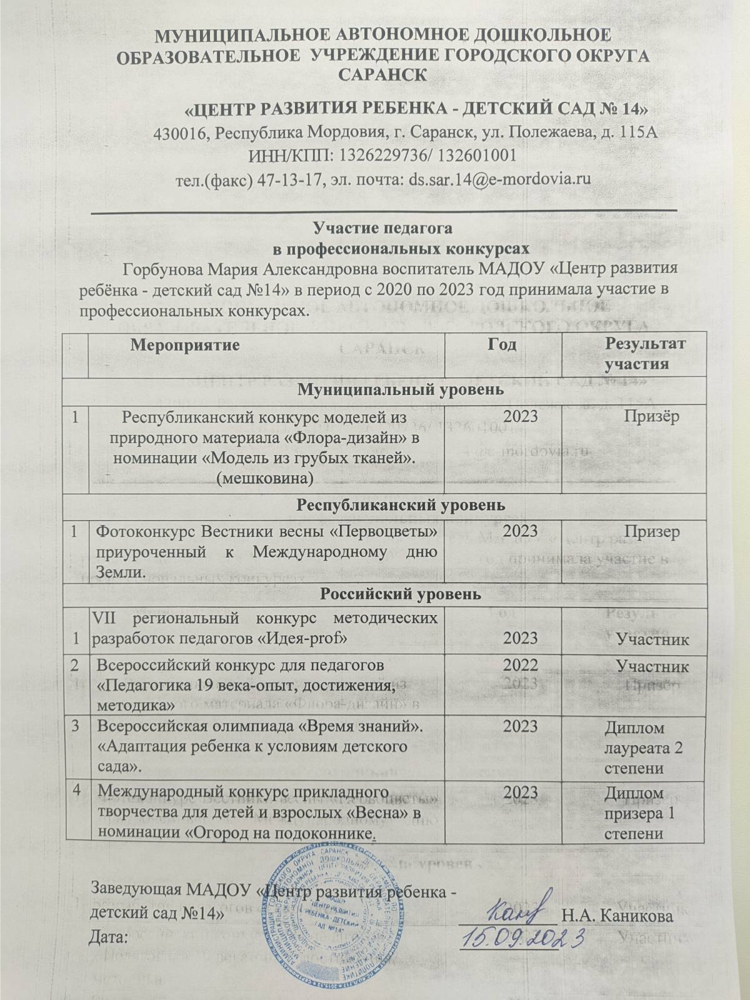 МУНИЦИПАЛЬНОЕ АВТОНОМНОЕ ДОШКОЛЬНОЕ
ОБРАЗОВАТЕЛЬНОЕ УЧРЕЖДЕНИЕ ГОРОДСКОГО ОКРУГА
САРАНСК
«ЦЕНТР РАЗВИТИЯ РЕБЕНКА - ДЕТСКИЙ САД № 14»
430016, Республика Мордовия, г. Саранск, ул. Полежаева, д. 115А
ИНН/КПП: 1326229736/ 132601001
тел.(факс) 47-13-17, эл. почта: ds.sar.14@e-mordovia.ru
Участие педагога
в профессиональных конкурсах
Горбунова Мария Александровна воспитатель МАДОУ «Центр развития
ребёнка - детский сад №14» в период с 2020 по 2023 год принимала участие в
профессиональных конкурсах.
Мероприятие Год Результат
участия
Муниципальный уровень
1 Республиканский конкурс моделей из 2023 Призёр
природного материала «Флора-дизайн» в
номинации «Модель из грубых тканей».
(мешковина)
Республиканский уровень
1 Фотоконкурс Вестники весны «Первоцветы» 2023 Призер
приуроченный к Международному дню
Земли.
Российский уровень
VII региональный конкурс методических
1 разработок педагогов «Идея-prof» 2023 Участник
2 Всероссийский конкурс для педагогов 2022 Участник
«Педагогика 19 века-опыт, достижения,
методика»
3 Всероссийская олимпиада «Время знаний». 2023 Диплом
«Адаптация ребенка к условиям детского лауреата 2
сада». степени
4 Международный конкурс прикладного 2023 Диплом
творчества для детей и взрослых «Весна» в призера 1
номинации «Огород на подоконнике. степени
Заведующая МАДОУ «Центр развития ребенка -
детский сад №14» Н.А. Каникова
Дата: 15.09.2023
МАДОУ
"ЦЕНТР РАЗВИТИЯ
РЕБЕНКА - ДЕТСКИЙ
САД №14"